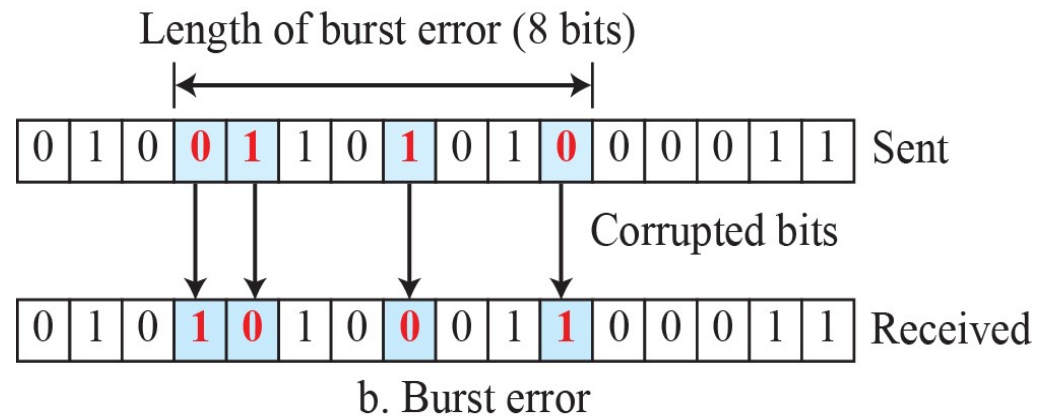 Length of burst error (8 bits)
0 1 0 0 1 1 0 1 0 1 0 0 0 0 1 1 Sent
Corrupted bits
0 1 0 1 0 1 0 0 0 1 1 0 0 0 1 1 Received
b. Burst error